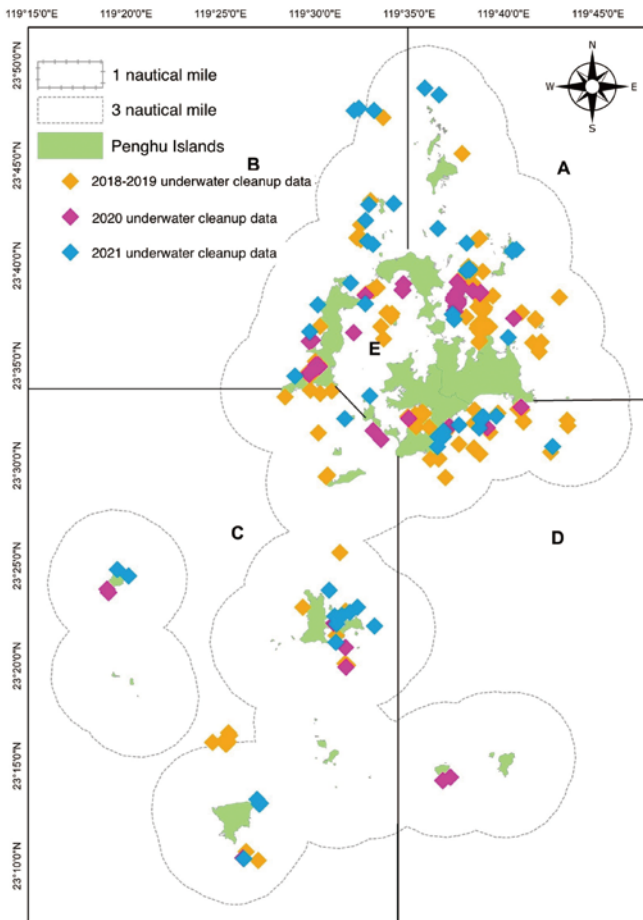 119°15'0"E 119°20'0"E 119°25'0"E 119°30'0"E 119°35'0"E 119°40'0"E 119°45'0"E
23°50'0"N
23°45'0"N
23°40'0"N
23°35'0"N
23°30'0"N
23°25'0"N
23°20'0"N
23°15'0"N
23°10'0"N
1 nautical mile
3 nautical mile
Penghu Islands
2018-2019 underwater cleanup data
2020 underwater cleanup data
2021 underwater cleanup data
N
W E
S
B
A
E
C
D